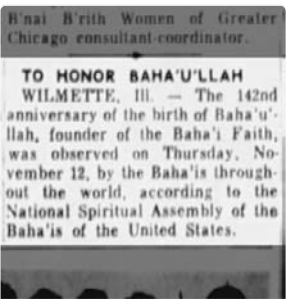 B'nai B'rith Women of Greater
Chicago consultant-coordinator.
TO HONOR BAHA'U'LLAH
WILMETTE, Ill. — The 142nd
anniversary of the birth of Baha'u'-
llah, founder of the Baha'i Faith,
was observed on Thursday, No-
vember 12, by the Baha'is through-
out the world, according to the
National Spiritual Assembly of the
Baha'is of the United States.